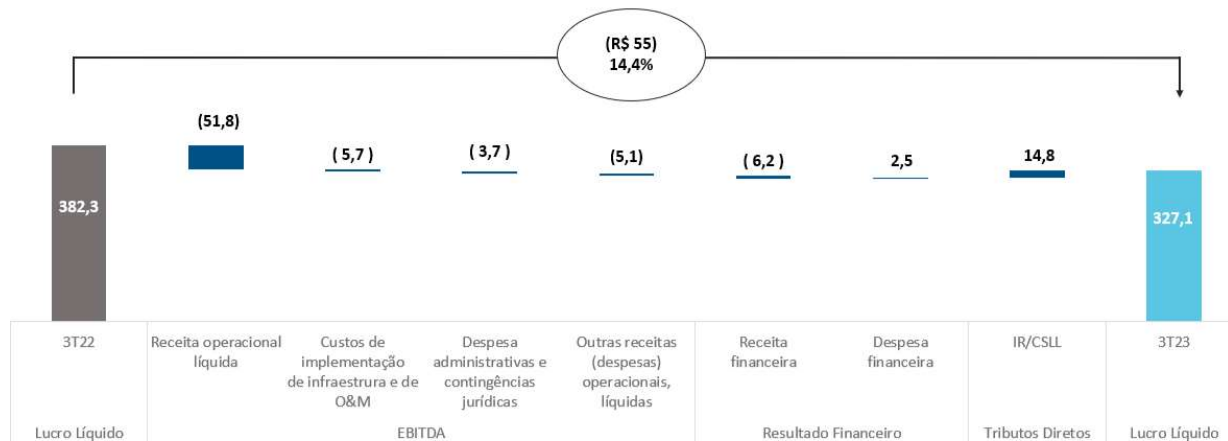 (R$ 55)
14,4%
(51,8)
( 5,7 )
( 3,7 )
(5,1)
( 6,2 )
2,5
14,8
382,3
327,1
3T22
Receita operacional
líquida
Custos de
implementação
de infraestrura e de
O&M
Despesa
administrativas e
contingências
jurídicas
Outras receitas
(despesas)
operacionais,
líquidas
Receita
financeira
Despesa
financeira
IR/CSLL
3T23
Lucro Líquido
EBITDA
Resultado Financeiro
Tributos Diretos
Lucro Líquido